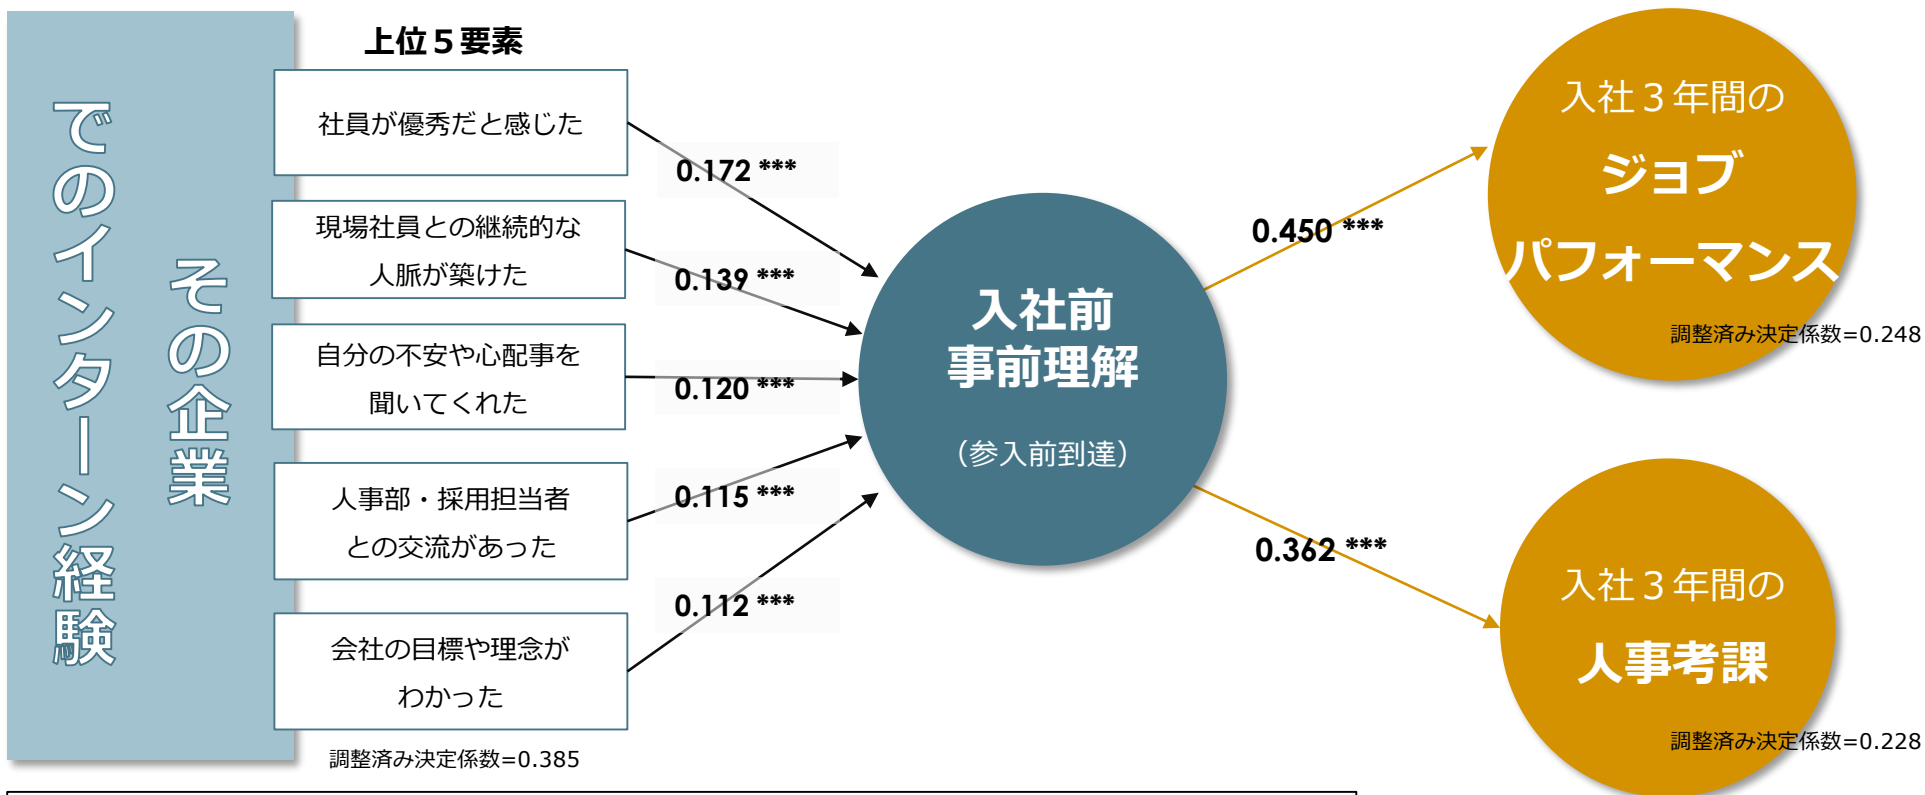 その企業
でのインターン経験
上位５要素
社員が優秀だと感じた
0.172 ***
現場社員との継続的な
人脈が築けた
0.139 ***
自分の不安や心配事を
聞いてくれた
0.120 ***
人事部・採用担当者
との交流があった
0.115 ***
会社の目標や理念が
わかった
0.112 ***
調整済み決定係数=0.385
入社前
事前理解
（参入前到達）
0.450 ***
入社３年間の
ジョブ
パフォーマンス
調整済み決定係数=0.248
0.362 ***
入社３年間の
人事考課
調整済み決定係数=0.228